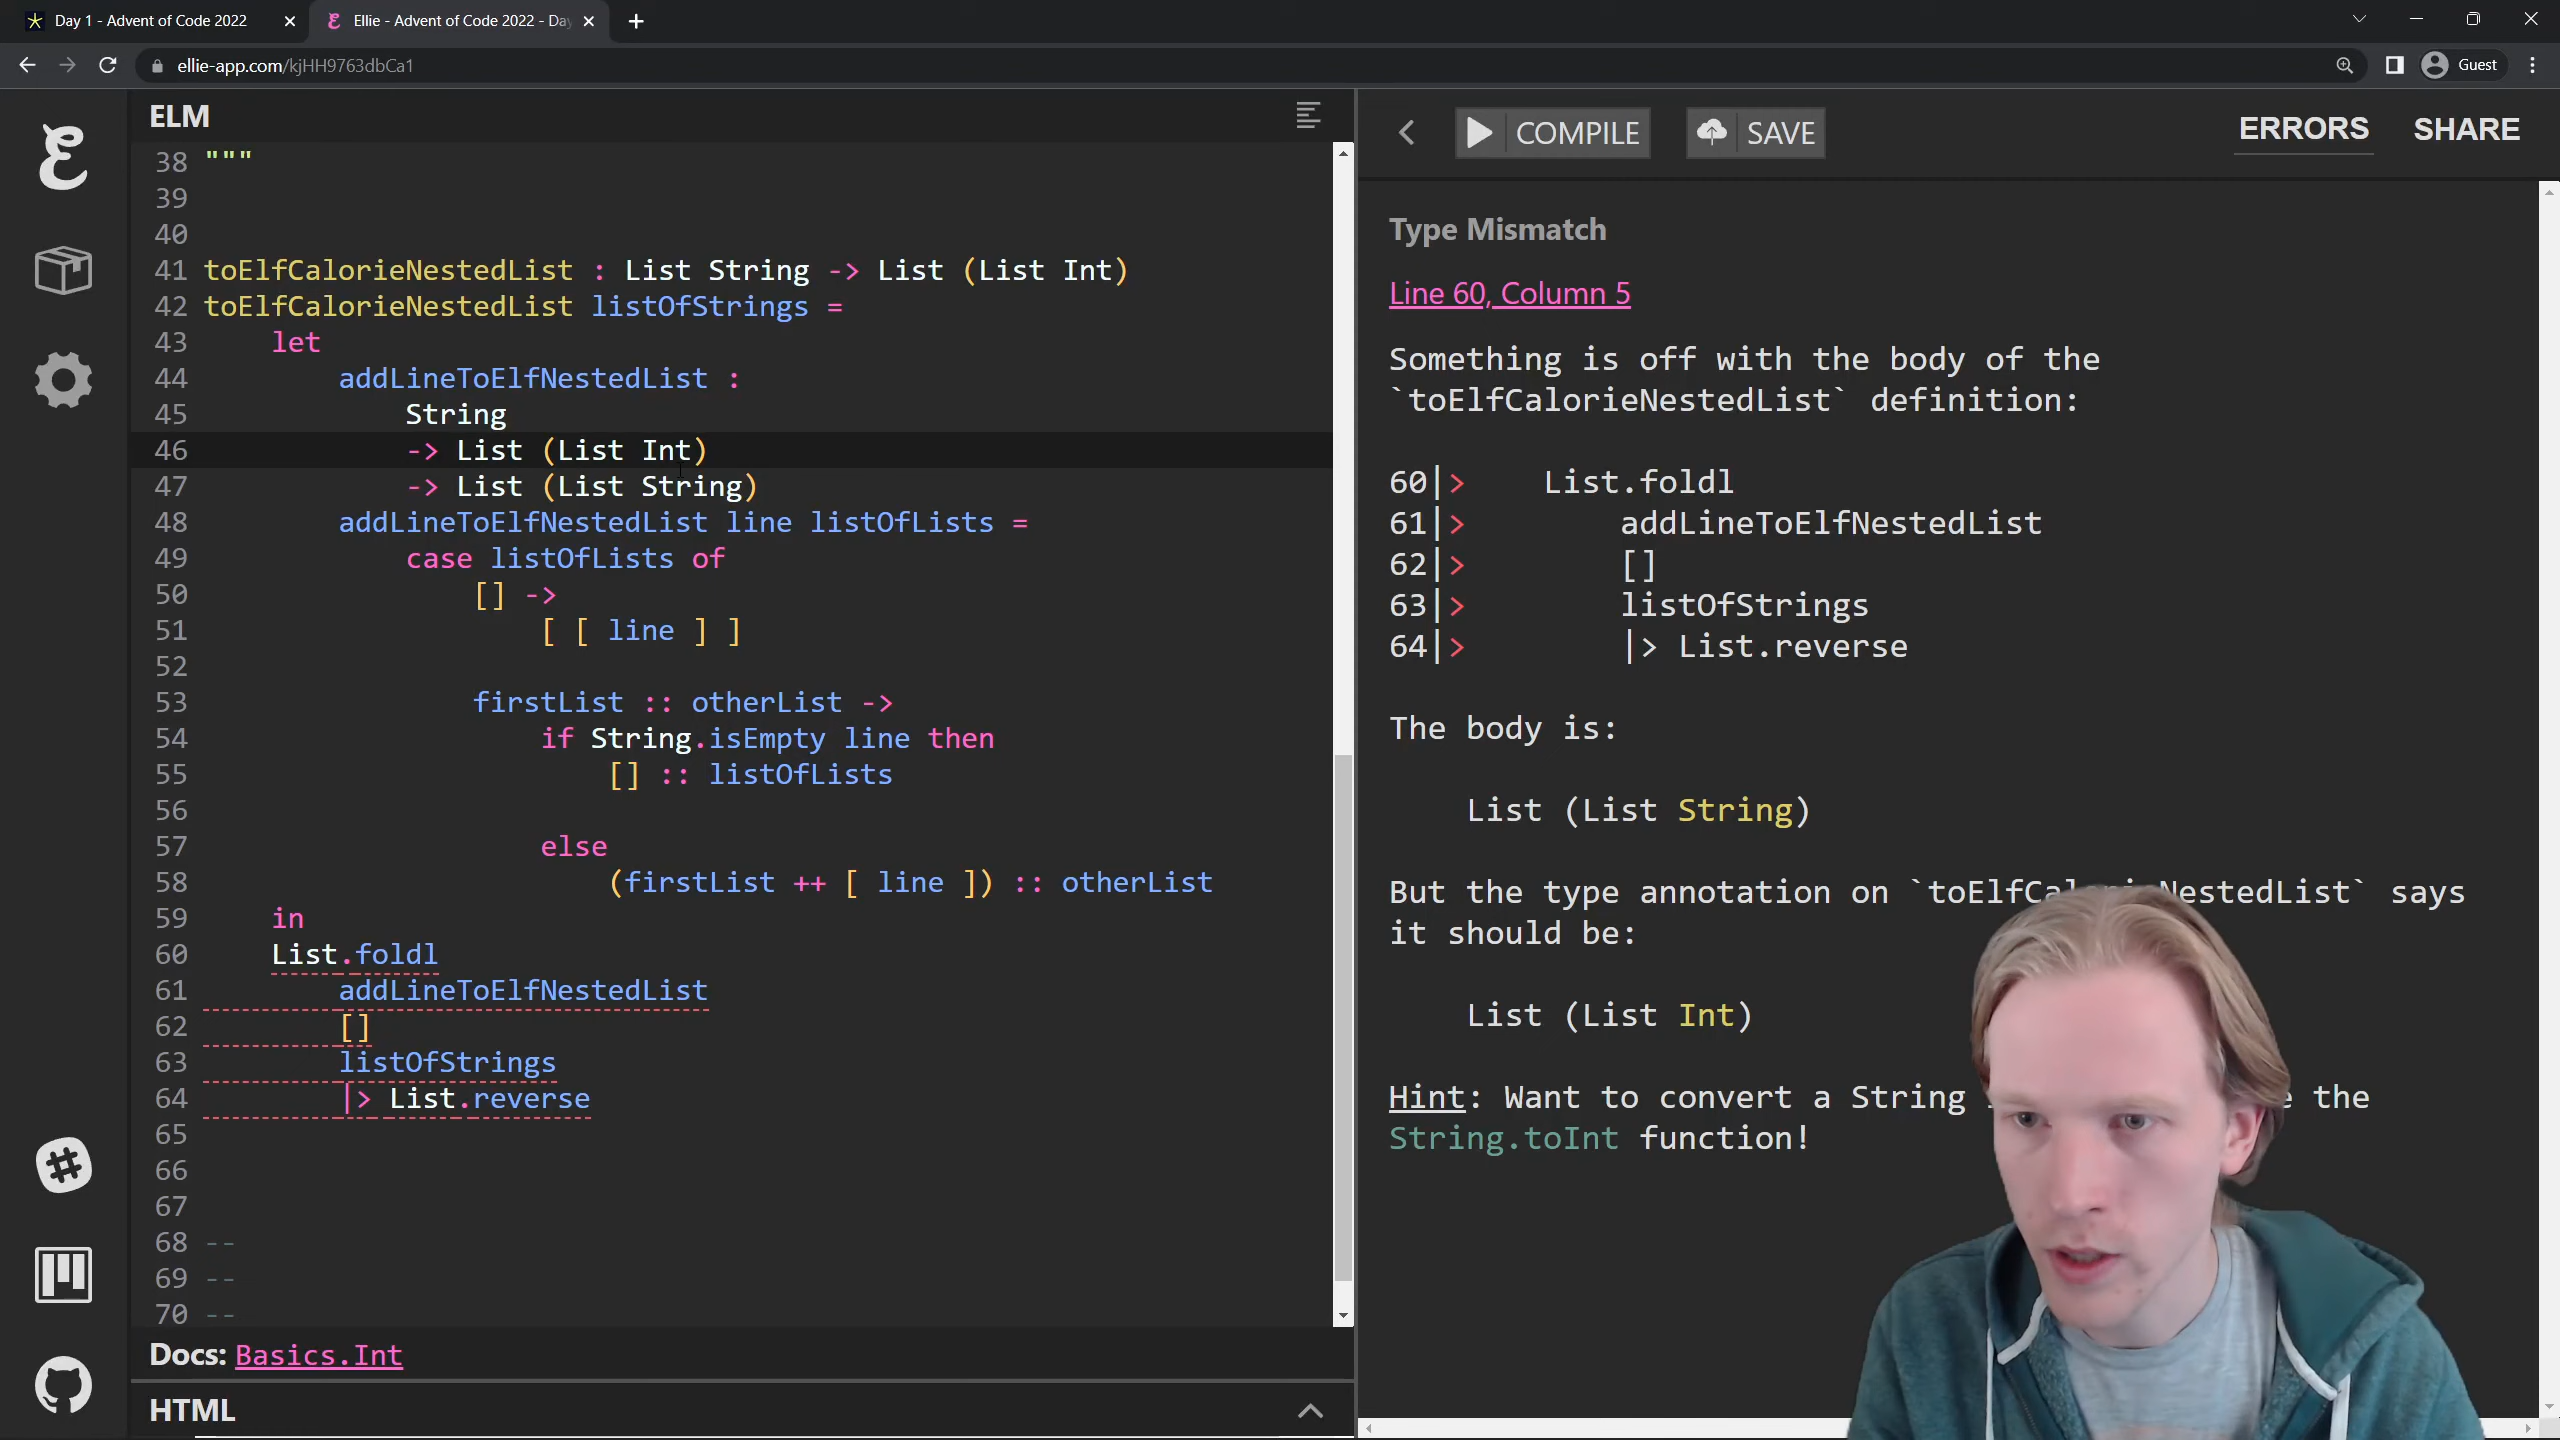 Day 1 - Advent of Code 2022
Ellie - Advent of Code 2022 - Da
ellie-app.com/kjHH9763dbCa1
Guest
ELM
COMPILE
SAVE
ERRORS
SHARE
38 """
39
40
41 toElfCalorieNestedList : List String -> List (List Int)
42 toElfCalorieNestedList listOfStrings =
43 let
44 addLineToElfNestedList :
45 String
46 -> List (List Int)
47 -> List (List String)
48 addLineToElfNestedList line listOfLists =
49 case listOfLists of
50 [] ->
51 [ [ line ] ]
52
53 firstList :: otherList ->
54 if String.isEmpty line then
55 [] :: listOfLists
56
57 else
58 (firstList ++ [ line ]) :: otherList
59 in
60 List.foldl
61 addLineToElfNestedList
62 []
63 listOfStrings
64 |> List.reverse
65
66
67
68 --
69 --
70 --
Docs: Basics.Int
HTML
Type Mismatch
Line 60, Column 5
Something is off with the body of the
`toElfCalorieNestedList` definition:
60|> List.foldl
61|> addLineToElfNestedList
62|> []
63|> listOfStrings
64|> |> List.reverse
The body is:
List (List String)
But the type annotation on `toElfCalorieNestedList` says
it should be:
List (List Int)
Hint: Want to convert a String the
String.toInt function!